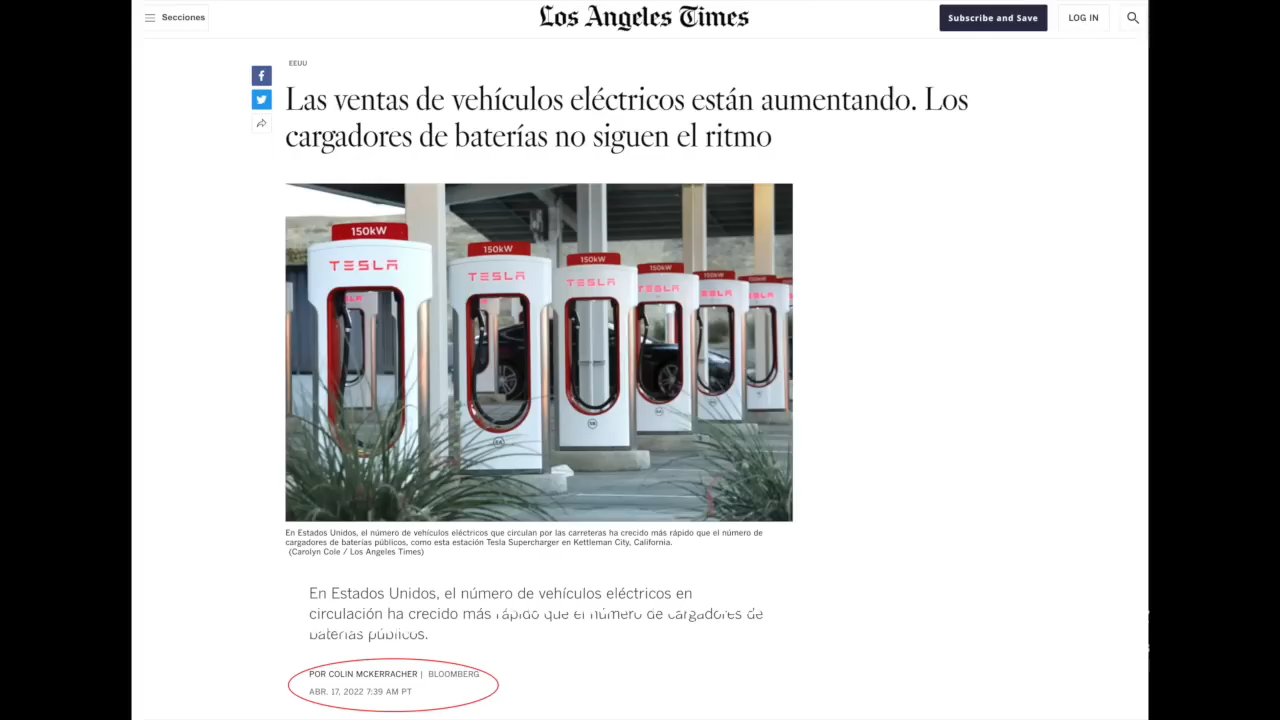 Secciones
Los Angeles Times
Subscribe and Save
LOG IN
EEUU
Las ventas de vehículos eléctricos están aumentando. Los
cargadores de baterías no siguen el ritmo
150kW
150kW
150kW
150kW
150kW
150kW
TESLA
TESLA
TESLA
TESLA
TESLA
TESLA
En Estados Unidos, el número de vehículos eléctricos que circulan por las carreteras ha crecido más rápido que el número de
cargadores de baterías públicos, como esta estación Tesla Supercharger en Kettleman City, California.
(Carolyn Cole / Los Angeles Times)
En Estados Unidos, el número de vehículos eléctricos en
circulación ha crecido más rápido que el número de cargadores de
baterías públicos.
POR COLIN MCKERRACHER | BLOOMBERG
ABR. 17, 2022 7:39 AM PT